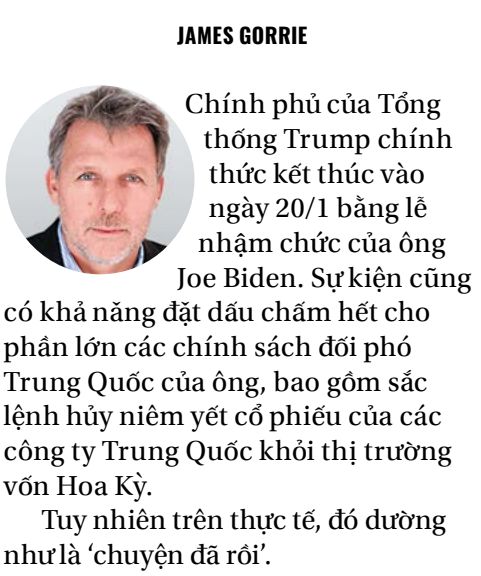 JAMES GORRIE
Chính phủ của Tổng
thống Trump chính
thức kết thúc vào
ngày 20/1 bằng lễ
nhậm chức của ông
Joe Biden. Sự kiện cũng
có khả năng đặt dấu chấm hết cho
phần lớn các chính sách đối phó
Trung Quốc của ông, bao gồm sắc
lệnh hủy niêm yết cổ phiếu của các
công ty Trung Quốc khỏi thị trường
vốn Hoa Kỳ.
Tuy nhiên trên thực tế, đó dường
như là ‘chuyện đã rồi’.